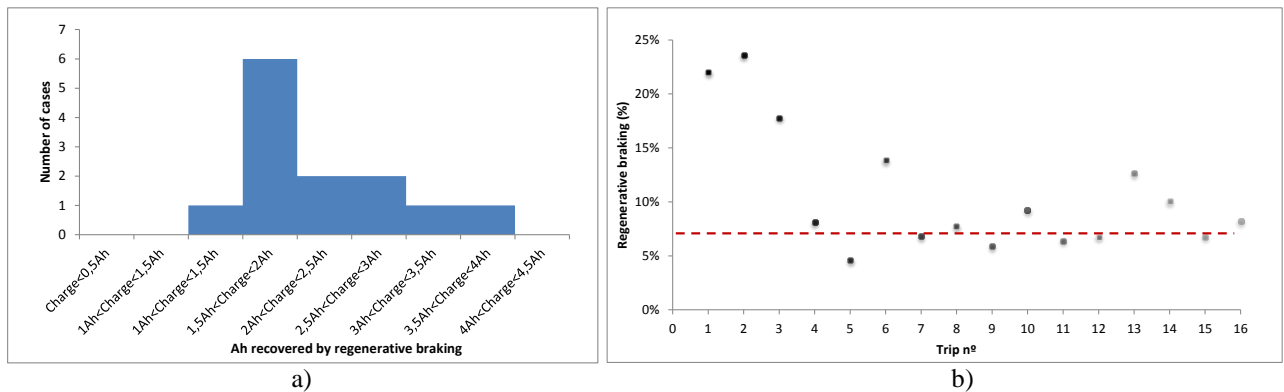 7
6
5
4
3
2
1
0
Number of cases
Charge<0,5Ah
1Ah<Charge<1,5Ah
1Ah<Charge<1,5Ah
1,5Ah<Charge<2Ah
2Ah<Charge<2,5Ah
2,5Ah<Charge<3Ah
3Ah<Charge<3,5Ah
3,5Ah<Charge<4Ah
4Ah<Charge<4,5Ah
Ah recovered by regenerative braking
a)
25%
20%
15%
10%
5%
0%
Regenerative braking (%)
0 1 2 3 4 5 6 7 8 9 10 11 12 13 14 15 16
Trip nº
b)